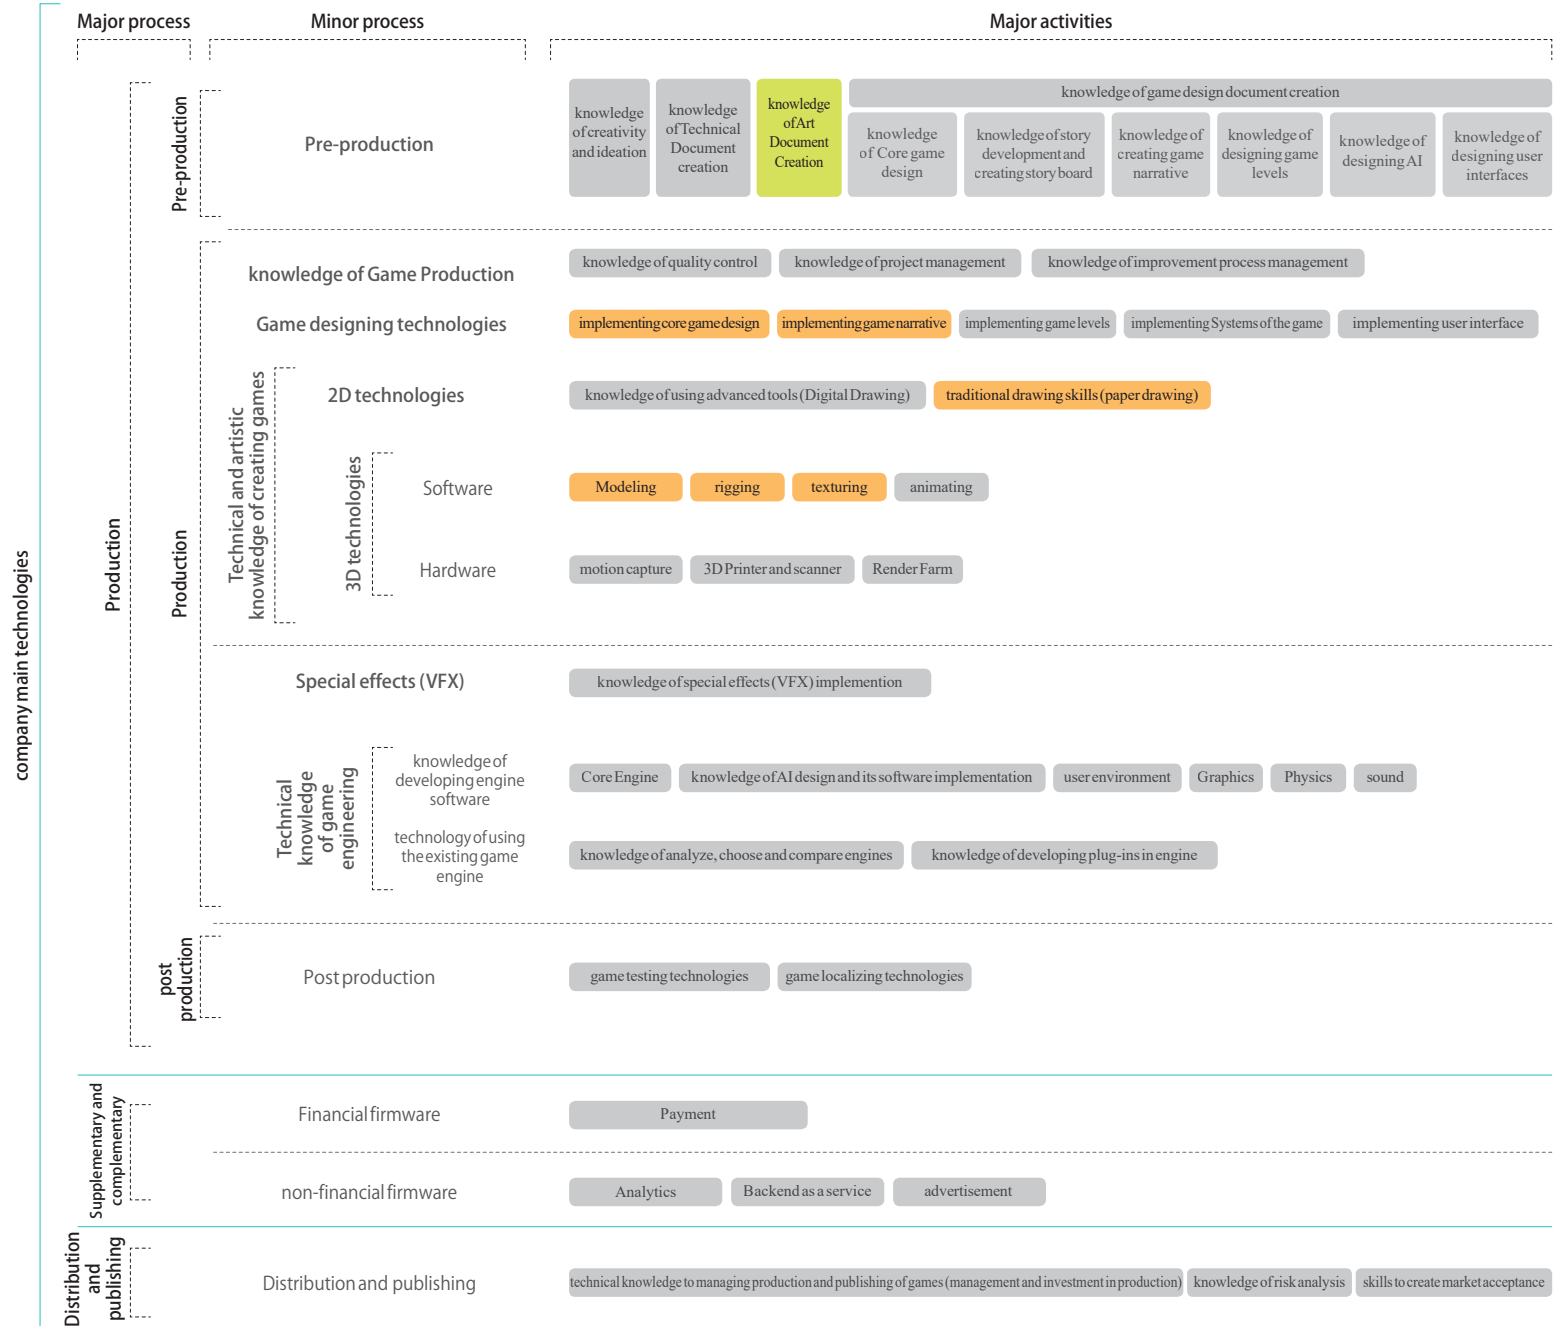 Major process
Minor process
Major activities
company main technologies
Production
Pre-production
Pre-production
knowledge
of creativity
and ideation
knowledge
of Technical
Document
creation
knowledge
of Art
Document
Creation
knowledge of game design document creation
knowledge
of Core game
design
knowledge of story
development and
creating story board
knowledge of
creating game
narrative
knowledge of
designing game
levels
knowledge of
designing AI
knowledge of
designing user
interfaces
Production
knowledge of Game Production
knowledge of quality control
knowledge of project management
knowledge of improvement process management
Game designing technologies
implementing core game design
implementing game narrative
implementing game levels
implementing Systems of the game
implementing user interface
Technical and artistic
knowledge of creating games
2D technologies
knowledge of using advanced tools (Digital Drawing)
traditional drawing skills (paper drawing)
3D technologies
Software
Modeling
rigging
texturing
animating
Hardware
motion capture
3D Printer and scanner
Render Farm
Special effects (VFX)
knowledge of special effects (VFX) implemention
Technical
knowledge
of game
engineering
knowledge of
developing engine
software
Core Engine
knowledge of AI design and its software implementation
user environment
Graphics
Physics
sound
technology of using
the existing game
engine
knowledge of analyze, choose and compare engines
knowledge of developing plug-ins in engine
post
production
Post production
game testing technologies
game localizing technologies
Supplementary and
complementary
Financial firmware
Payment
non-financial firmware
Analytics
Backend as a service
advertisement
Distribution
and
publishing
Distribution and publishing
technical knowledge to managing production and publishing of games (management and investment in production)
knowledge of risk analysis
skills to create market acceptance